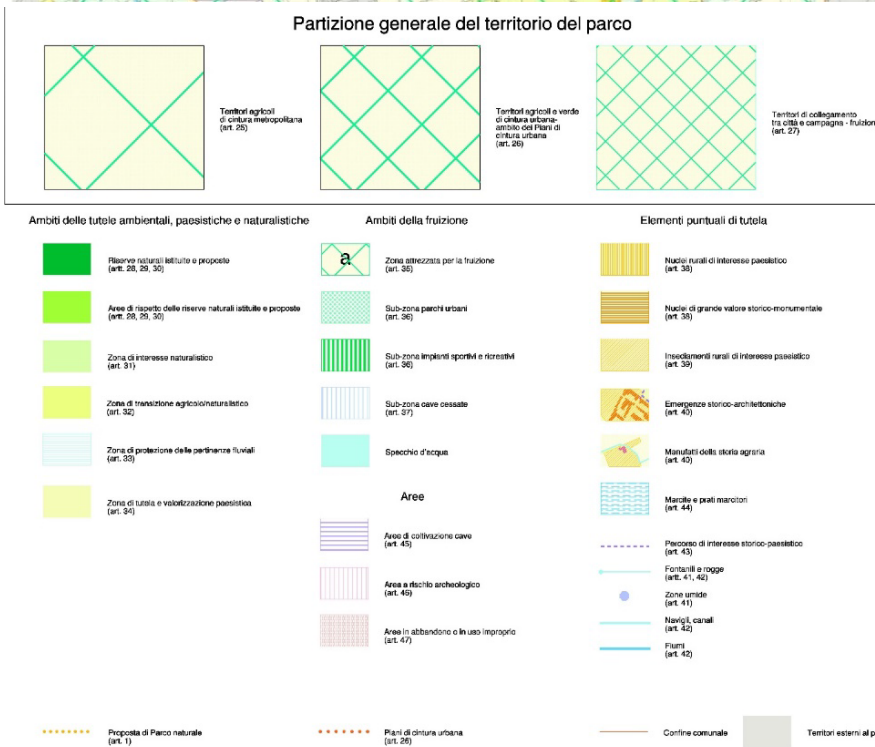 Partizione generale del territorio del parco
Territori agricoli
di cintura metropolitana
(art. 25)
Territori agricoli e verde
di cintura urbana-
ambito dei Piani di
cintura urbana
(art. 26)
Territori di collegamento
tra città e campagna - fruizion
(art. 27)
Ambiti delle tutele ambientali, paesistiche e naturalistiche
Riserve naturali istituite e proposte
(artt. 28, 29, 30)
Aree di rispetto delle riserve naturali istituite e proposte
(artt. 28, 29, 30)
Zona di interesse naturalistico
(art. 31)
Zona di transizione agricolo/naturalistico
(art. 32)
Zona di protezione delle pertinenze fluviali
(art. 33)
Zona di tutela e valorizzazione paesistica
(art. 34)
Ambiti della fruizione
a
Zona attrezzata per la fruizione
(art. 35)
Sub-zona parchi urbani
(art. 36)
Sub-zona impianti sportivi e ricreativi
(art. 36)
Sub-zona cave cessate
(art. 37)
Specchio d'acqua
Aree
Aree di coltivazione cave
(art. 45)
Area a rischio archeologico
(art. 46)
Aree in abbandono o in uso improprio
(art. 47)
Elementi puntuali di tutela
Nuclei rurali di interesse paesistico
(art. 38)
Nuclei di grande valore storico-monumentale
(art. 38)
Insediamenti rurali di interesse paesistico
(art. 39)
Emergenze storico-architettoniche
(art. 40)
Manufatti della storia agraria
(art. 40)
Marcite e prati marcitori
(art. 44)
Percorso di interesse storico-paesistico
(art. 43)
Fontanili e rogge
(artt. 41, 42)
Zone umide
(art. 41)
Navigli, canali
(art. 42)
Fiumi
(art. 42)
Proposta di Parco naturale
(art. 1)
Piani di cintura urbana
(art. 26)
Confine comunale
Territori esterni al p